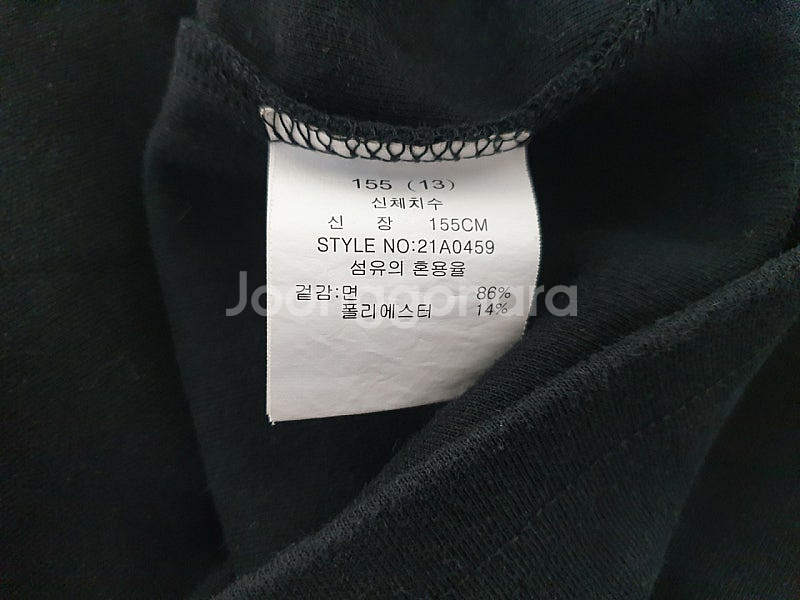 155 (13)
신체치수
신 장 155CM
STYLE NO:21A0459
섬유의 혼용율
겉감:면 86%
폴리에스터 14%
Joonggonara